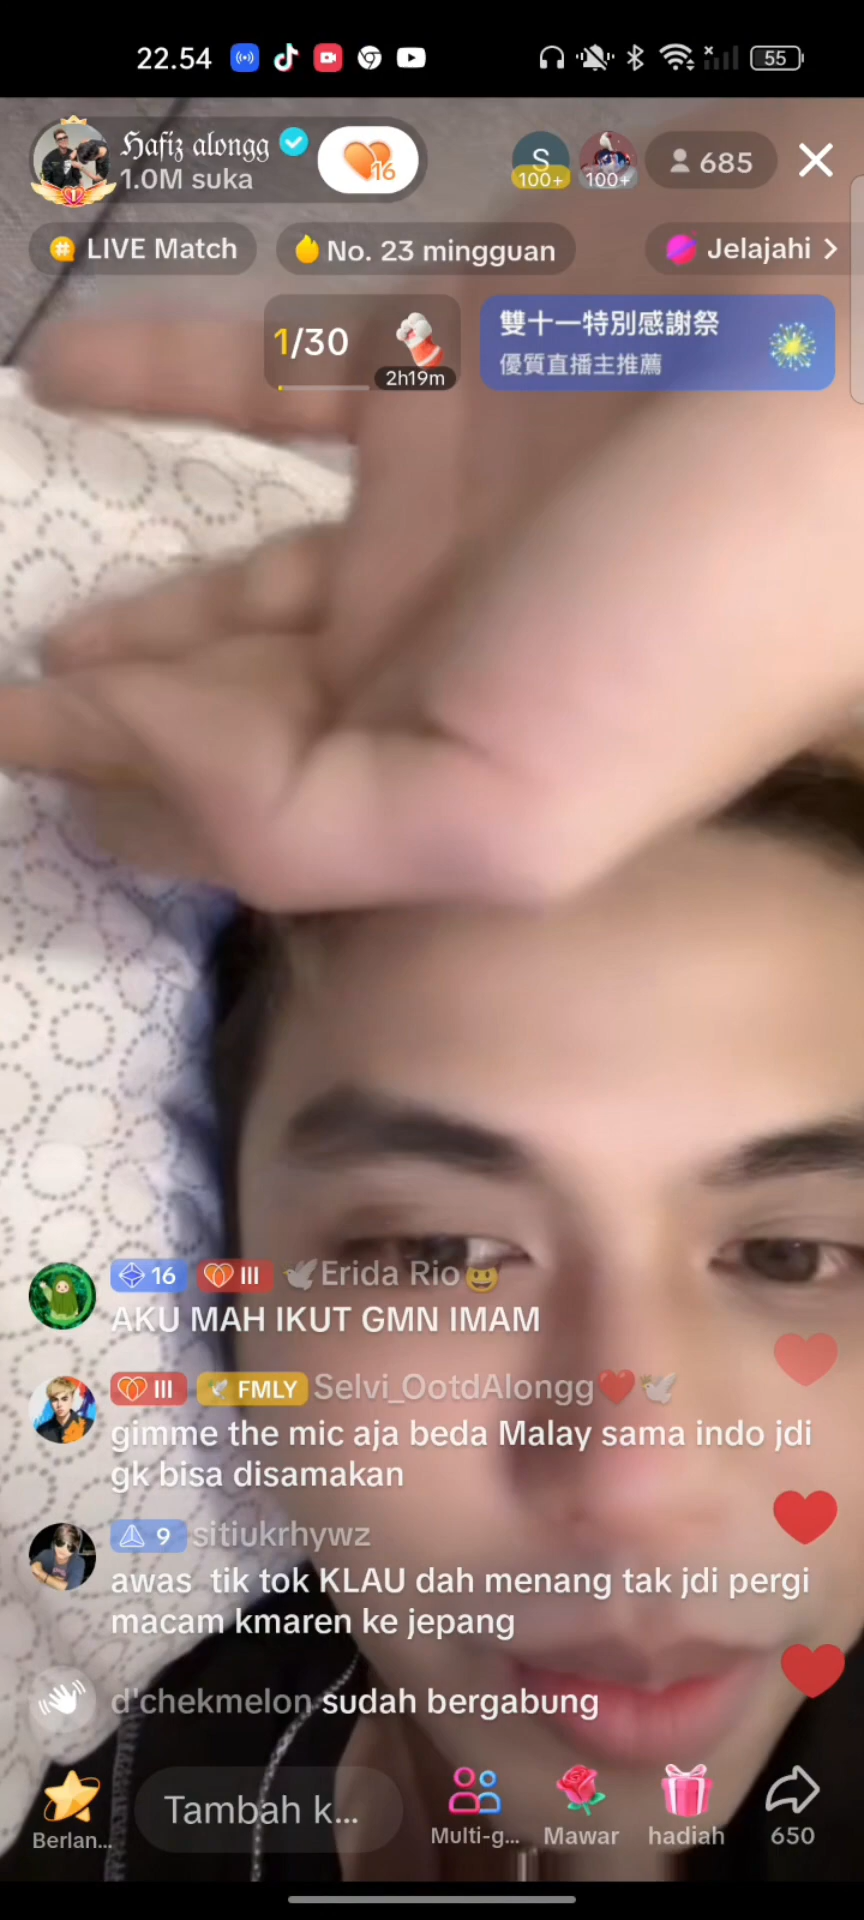 22.54
55
Hafiz alongg
1.0M suka
16
S
100+
100+
685
1
LIVE Match
No. 23 mingguan
Jelajahi
1/30
2h19m
雙十一特別感謝祭
優質直播主推薦
16 III 🕊️Erida Rio😃
AKU MAH IKUT GMN IMAM
III FMLY Selvi_OotdAlongg❤️🕊️
gimme the mic aja beda Malay sama indo jdi
gk bisa disamakan
9 sitiukrhywz
awas tik tok KLAU dah menang tak jdi pergi
macam kmaren ke jepang
d'chekmelon sudah bergabung
Tambah k...
Berlan...
Multi-g...
Mawar
hadiah
650